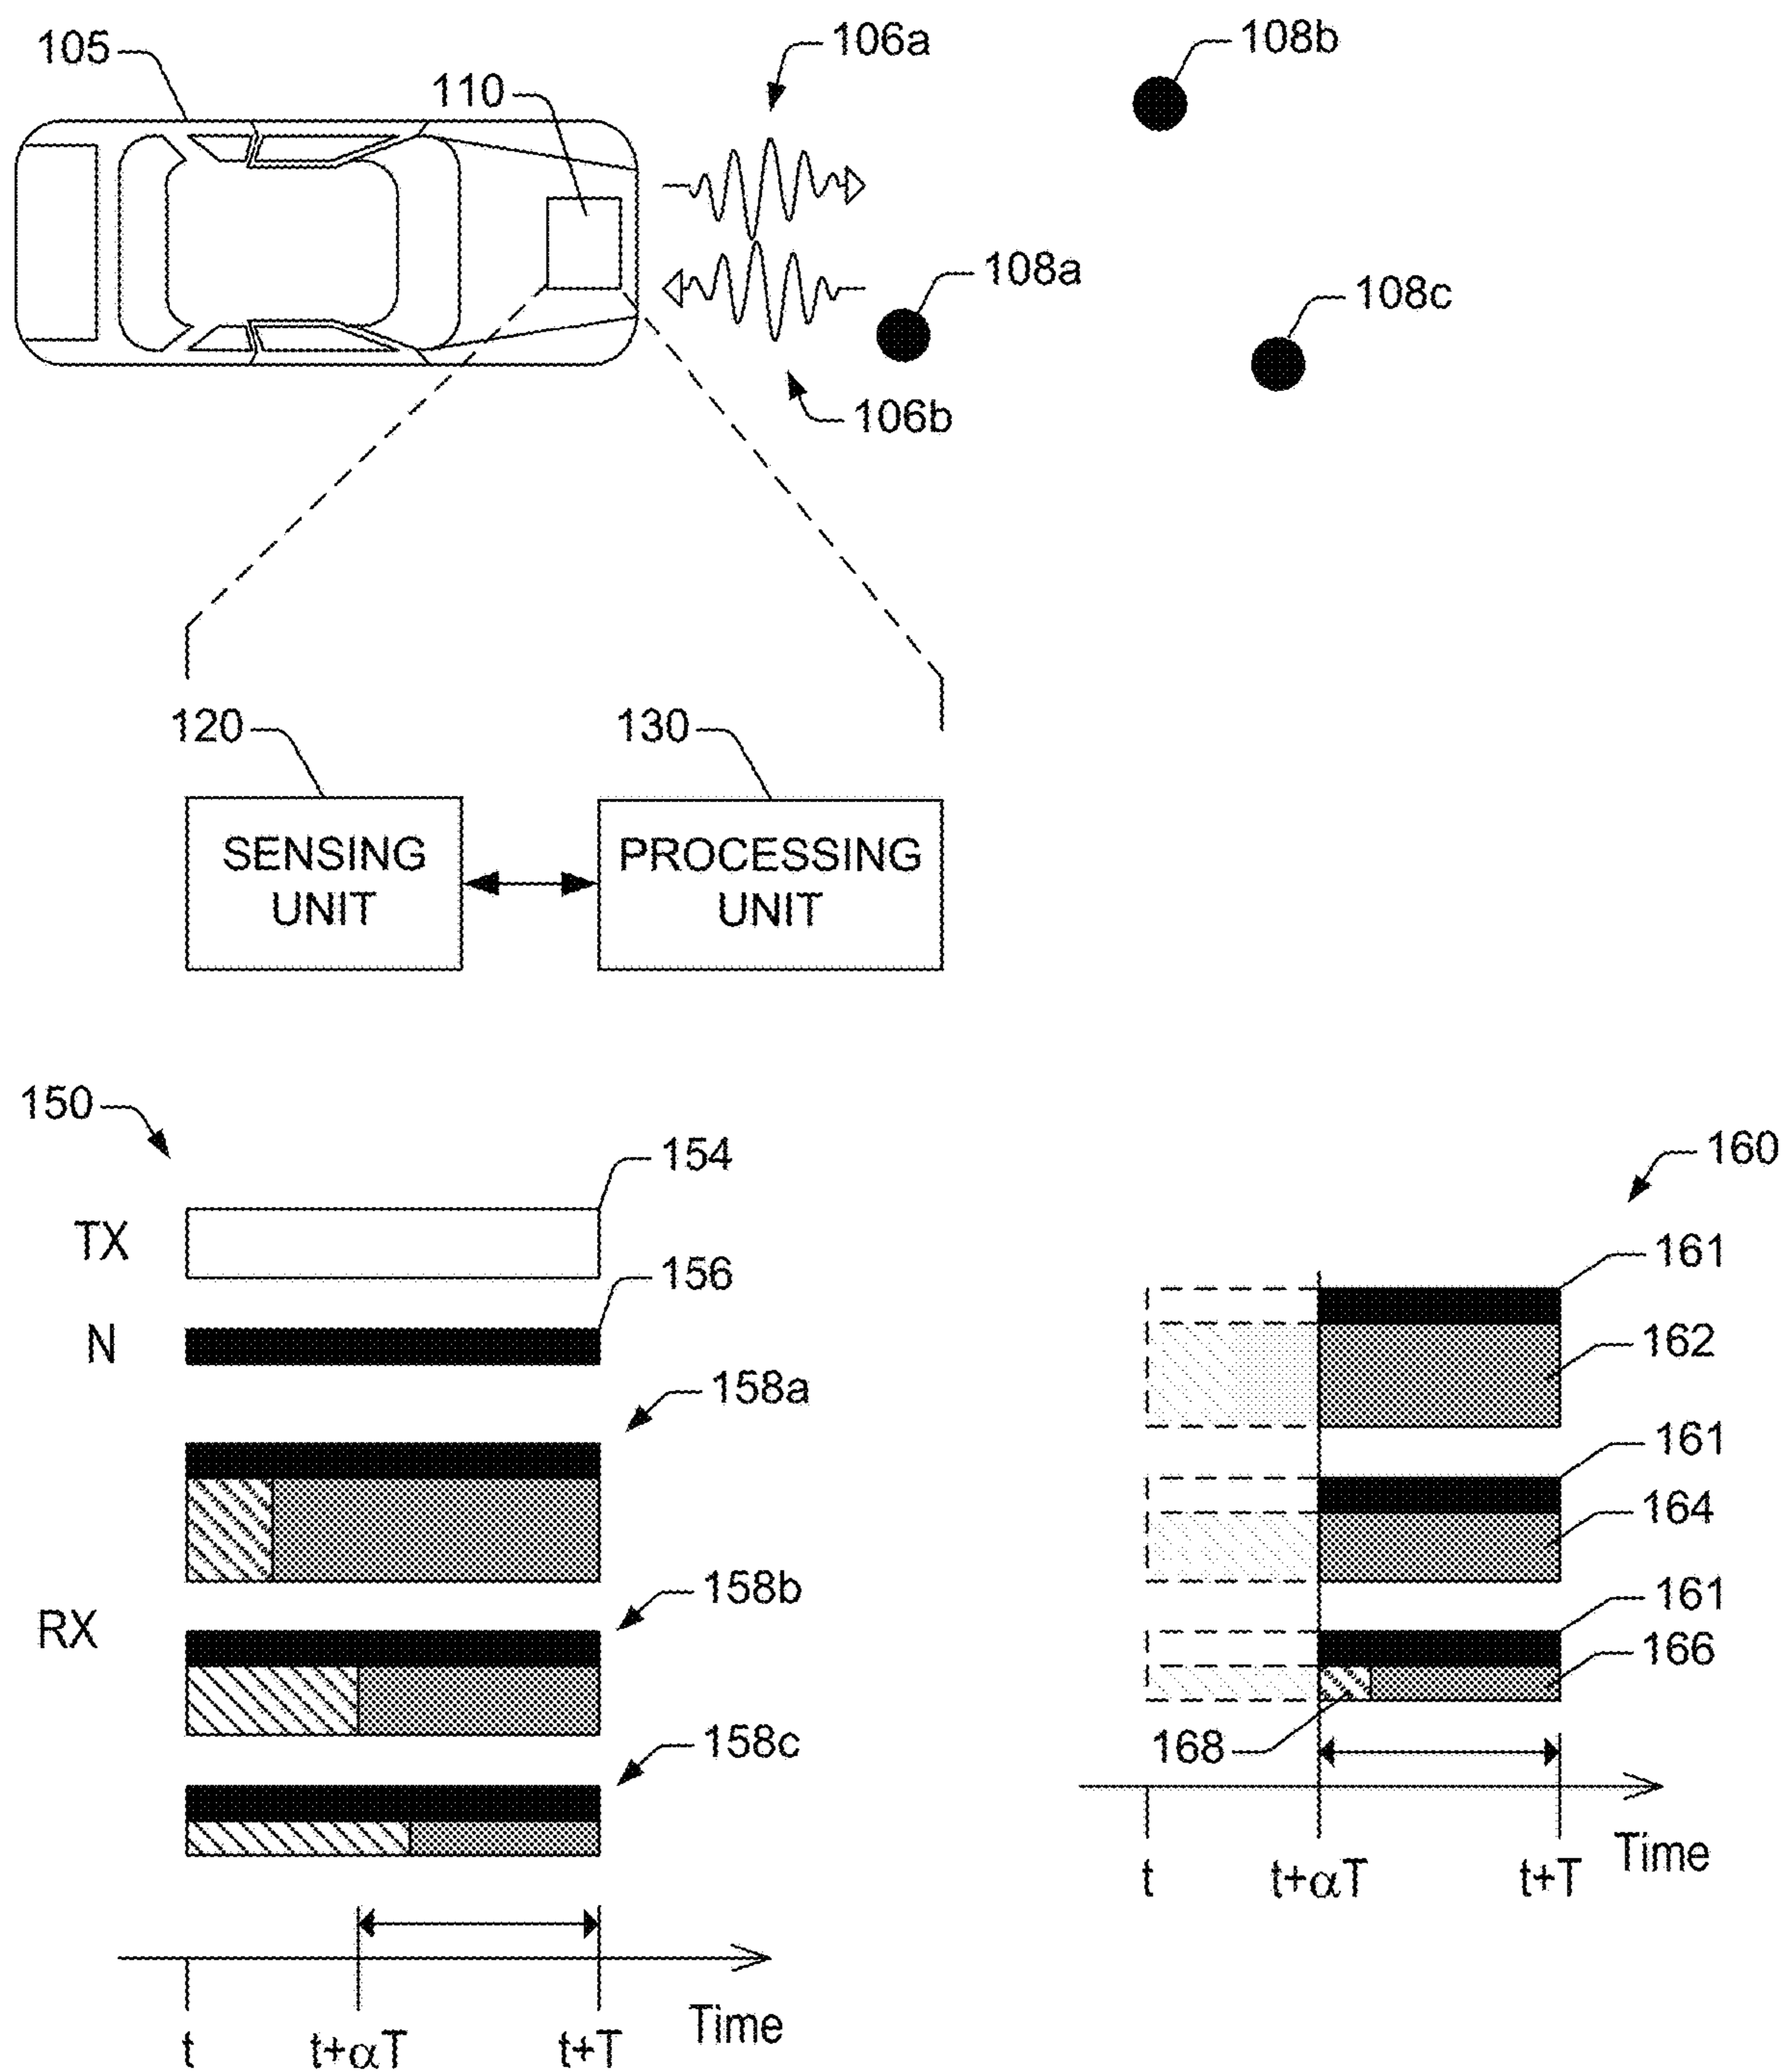 105
110
106a
108b
108a
108c
106b
120
130
SENSING
UNIT
PROCESSING
UNIT
150
154
TX
156
N
158a
158b
RX
158c
t
t+αT
t+T
Time
160
161
162
161
164
161
166
168
t
t+αT
t+T
Time